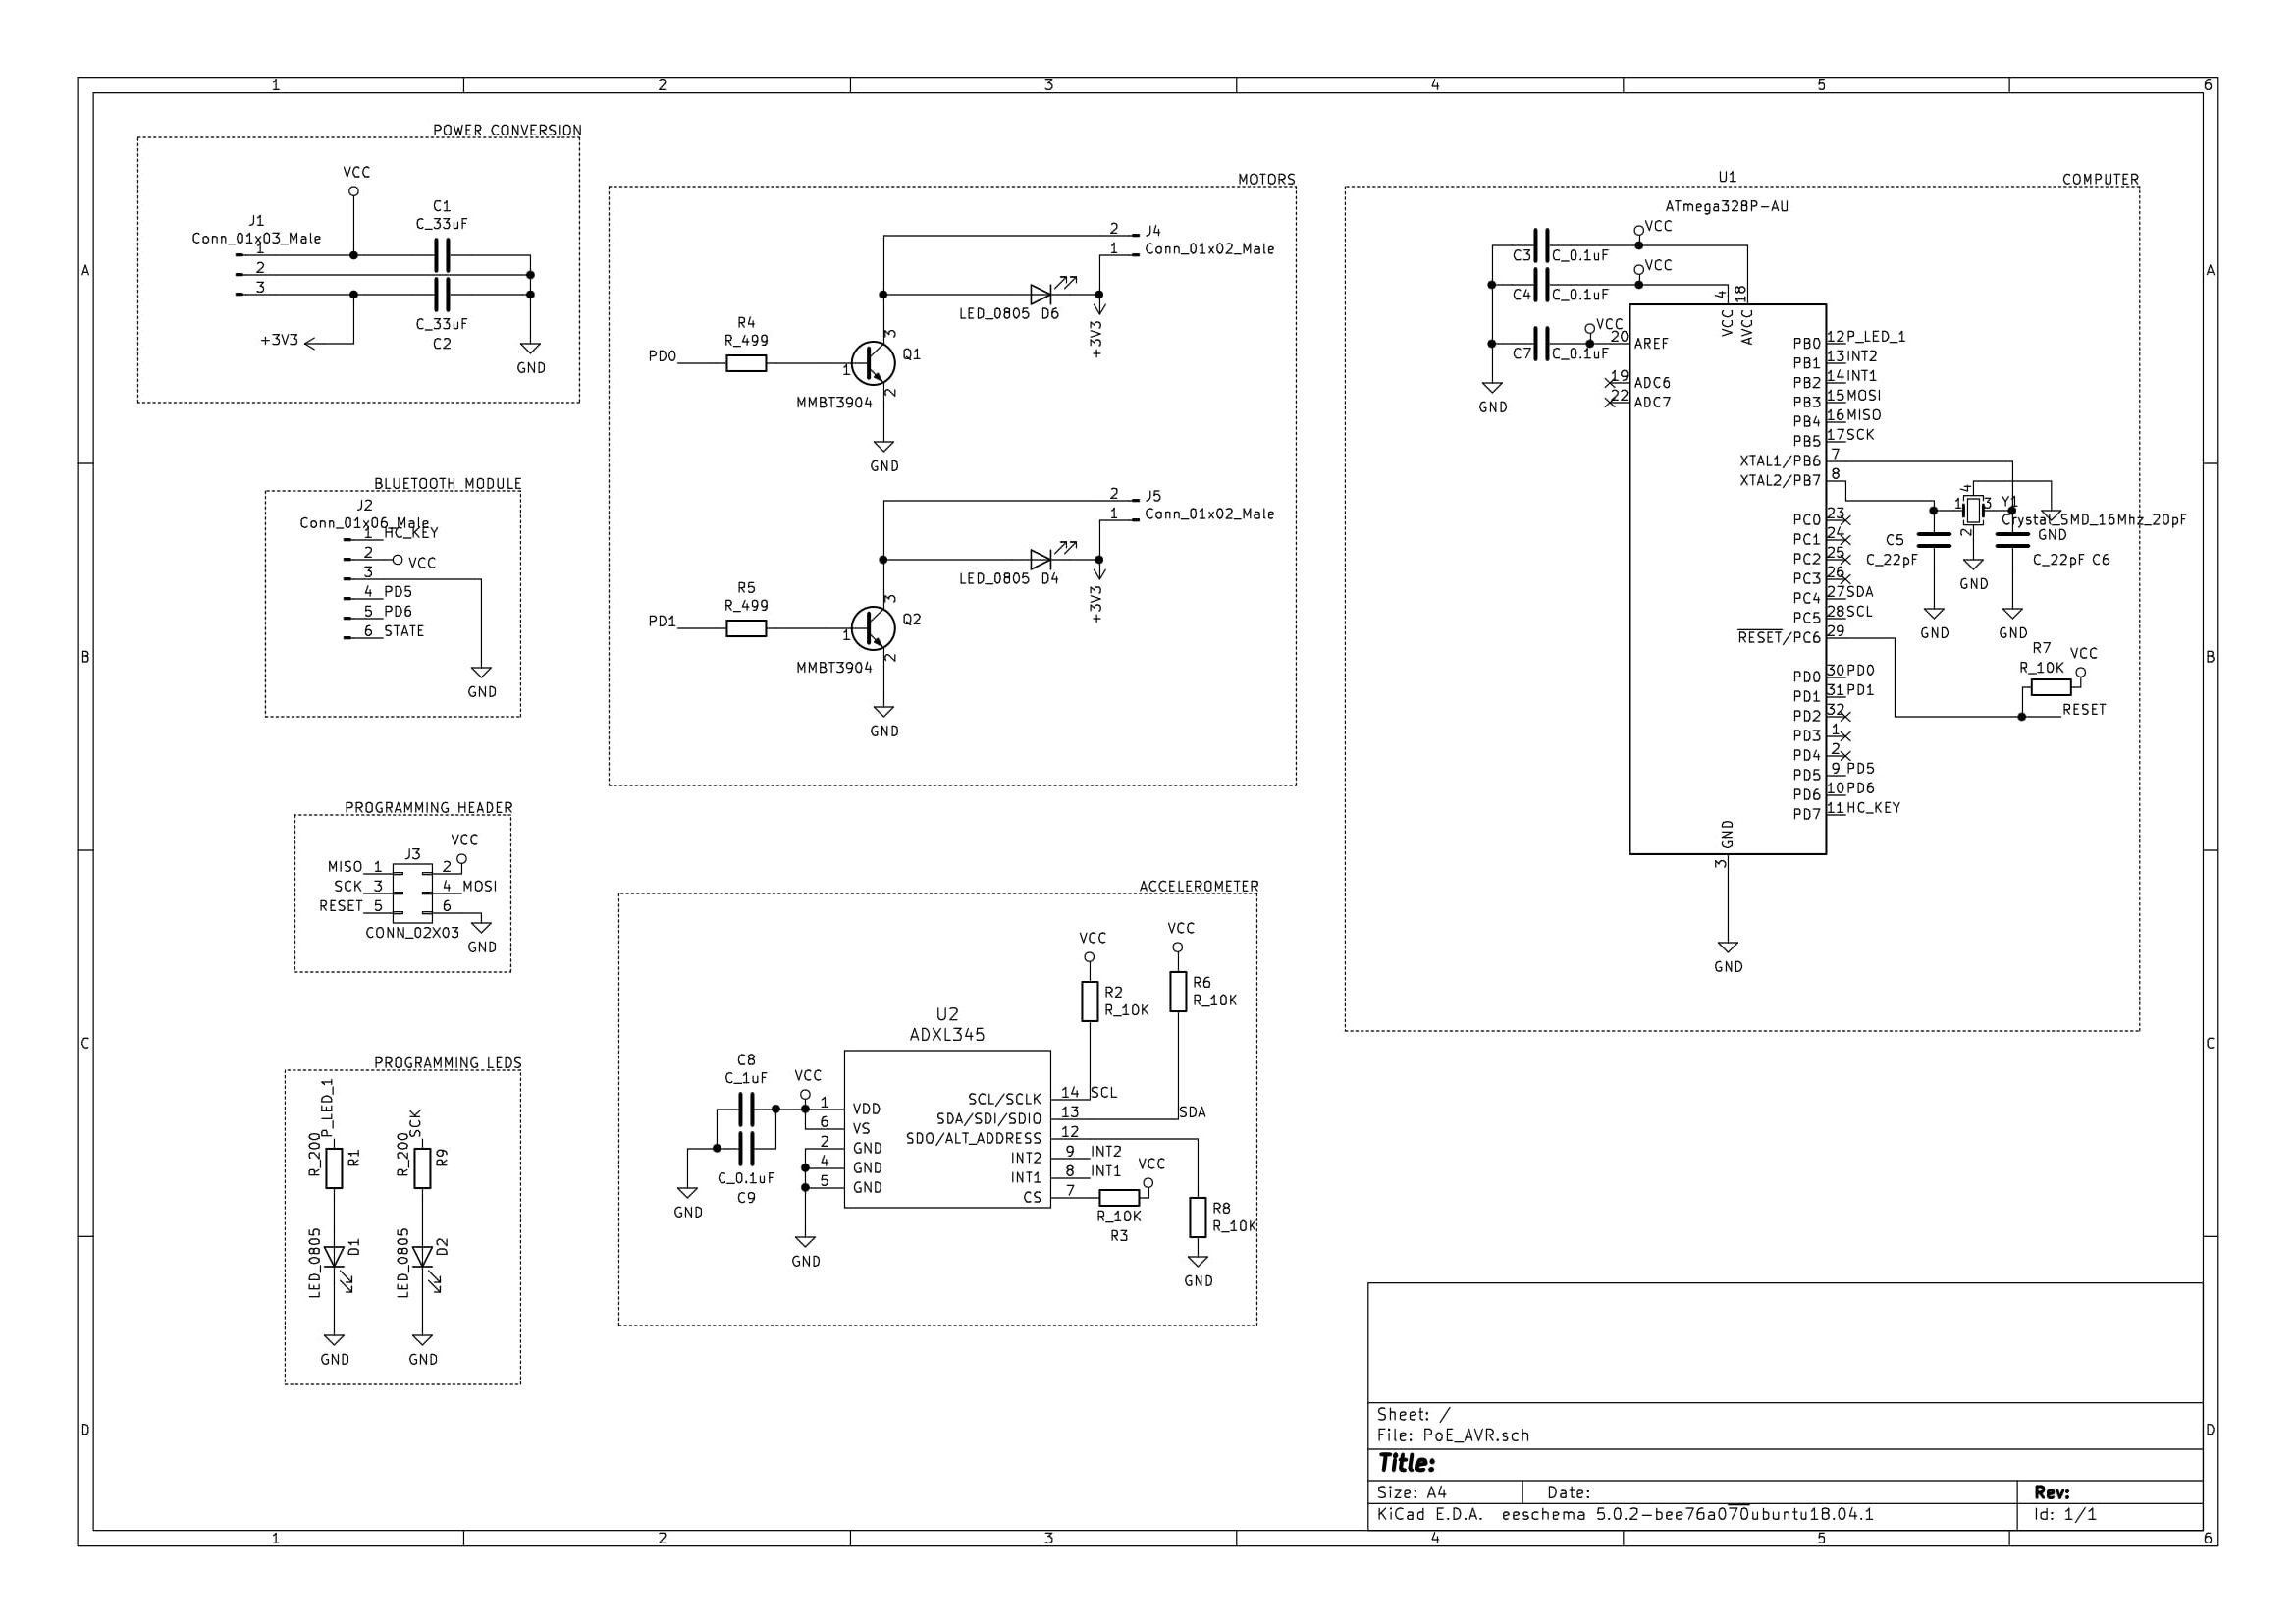 1 2 3 4 5 6
A
B
C
D
A
B
C
D
1 2 3 4 5 6
POWER CONVERSION
VCC
C1
C_33uF
J1
Conn_01x03_Male
1
2
3
C_33uF
C2
+3V3
GND
BLUETOOTH MODULE
J2
Conn_01x06_Male
1 HC_KEY
2 VCC
3
4 PD5
5 PD6
6 STATE
GND
PROGRAMMING HEADER
VCC
J3
MISO 1 2
SCK 3 4 MOSI
RESET 5 6
CONN_02X03
GND
PROGRAMMING LEDS
P_LED_1
R_200
R1
LED_0805
D1
GND
SCK
R_200
R9
LED_0805
D2
GND
MOTORS
2 J4
1 Conn_01x02_Male
LED_0805 D6
+3V3
R4
R_499
PD0
1
3
2
Q1
MMBT3904
GND
2 J5
1 Conn_01x02_Male
LED_0805 D4
+3V3
R5
R_499
PD1
1
3
2
Q2
MMBT3904
GND
ACCELEROMETER
VCC
R2
R_10K
VCC
R6
R_10K
U2
ADXL345
C8
C_1uF
VCC
C_0.1uF
C9
GND
1 VDD
6 VS
2 GND
4 GND
5 GND
GND
SCL/SCLK 14 SCL
SDA/SDI/SDIO 13 SDA
SDO/ALT_ADDRESS 12
INT2 9 INT2
INT1 8 INT1
CS 7
VCC
R_10K
R3
R8
R_10K
GND
COMPUTER
U1
ATmega328P-AU
VCC
C3 C_0.1uF
VCC
C4 C_0.1uF
VCC
C7 C_0.1uF
GND
4 VCC
18 AVCC
20 AREF
19 ADC6
22 ADC7
PB0 12 P_LED_1
PB1 13 INT2
PB2 14 INT1
PB3 15 MOSI
PB4 16 MISO
PB5 17 SCK
XTAL1/PB6 7
XTAL2/PB7 8
PC0 23
PC1 24
PC2 25
PC3 26
PC4 27 SDA
PC5 28 SCL
RESET/PC6 29
PD0 30 PD0
PD1 31 PD1
PD2 32
PD3 1
PD4 2
PD5 9 PD5
PD6 10 PD6
PD7 11 HC_KEY
GND
3
GND
1 4 3 2
Y1
Crystal_SMD_16Mhz_20pF
GND
C5
C_22pF
GND
GND
C_22pF C6
GND
R7
R_10K
VCC
RESET
Sheet: /
File: PoE_AVR.sch
Title:
Size: A4 Date: Rev:
KiCad E.D.A. eeschema 5.0.2-bee76a070ubuntu18.04.1 Id: 1/1